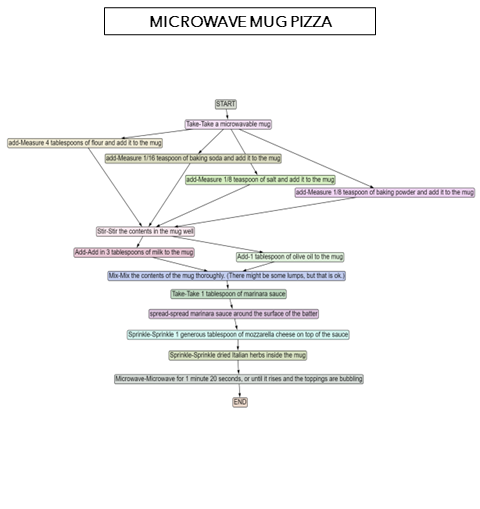 MICROWAVE MUG PIZZA
START
Take-Take a microwavable mug
add-Measure 4 tablespoons of flour and add it to the mug
add-Measure 1/16 teaspoon of baking soda and add it to the mug
add-Measure 1/8 teaspoon of salt and add it to the mug
add-Measure 1/8 teaspoon of baking powder and add it to the mug
Stir-Stir the contents in the mug well
Add-Add in 3 tablespoons of milk to the mug
Add-1 tablespoon of olive oil to the mug
Mix-Mix the contents of the mug thoroughly. (There might be some lumps, but that is ok.)
Take-Take 1 tablespoon of marinara sauce
spread-spread marinara sauce around the surface of the batter
Sprinkle-Sprinkle 1 generous tablespoon of mozzarella cheese on top of the sauce
Sprinkle-Sprinkle dried Italian herbs inside the mug
Microwave-Microwave for 1 minute 20 seconds, or until it rises and the toppings are bubbling
END